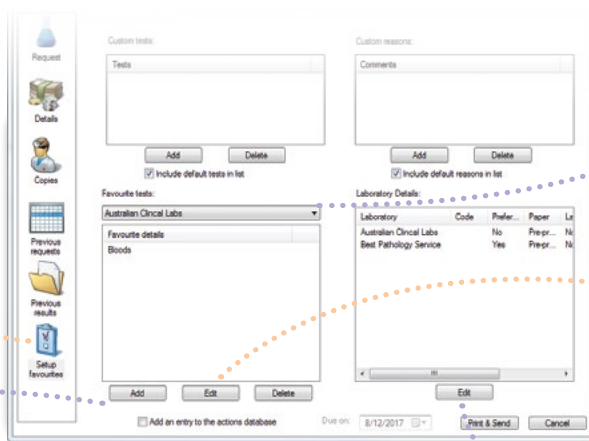 Request
Details
Copies
Previous
requests
Previous
results
Setup
favourites
Custom tests:
Tests
Add Delete
Include default tests in list
Custom reasons:
Comments
Add Delete
Include default reasons in list
Favourite tests:
Australian Clincal Labs
Favourite details
Bloods
Add Edit Delete
Laboratory Details:
Laboratory Code Prefer... Paper La
Australian Clincal Labs No Pre-pr... No
Best Pathology Service Yes Pre-pr... No
Edit
Add an entry to the actions database
Due on: 8/12/2017
Print & Send Cancel